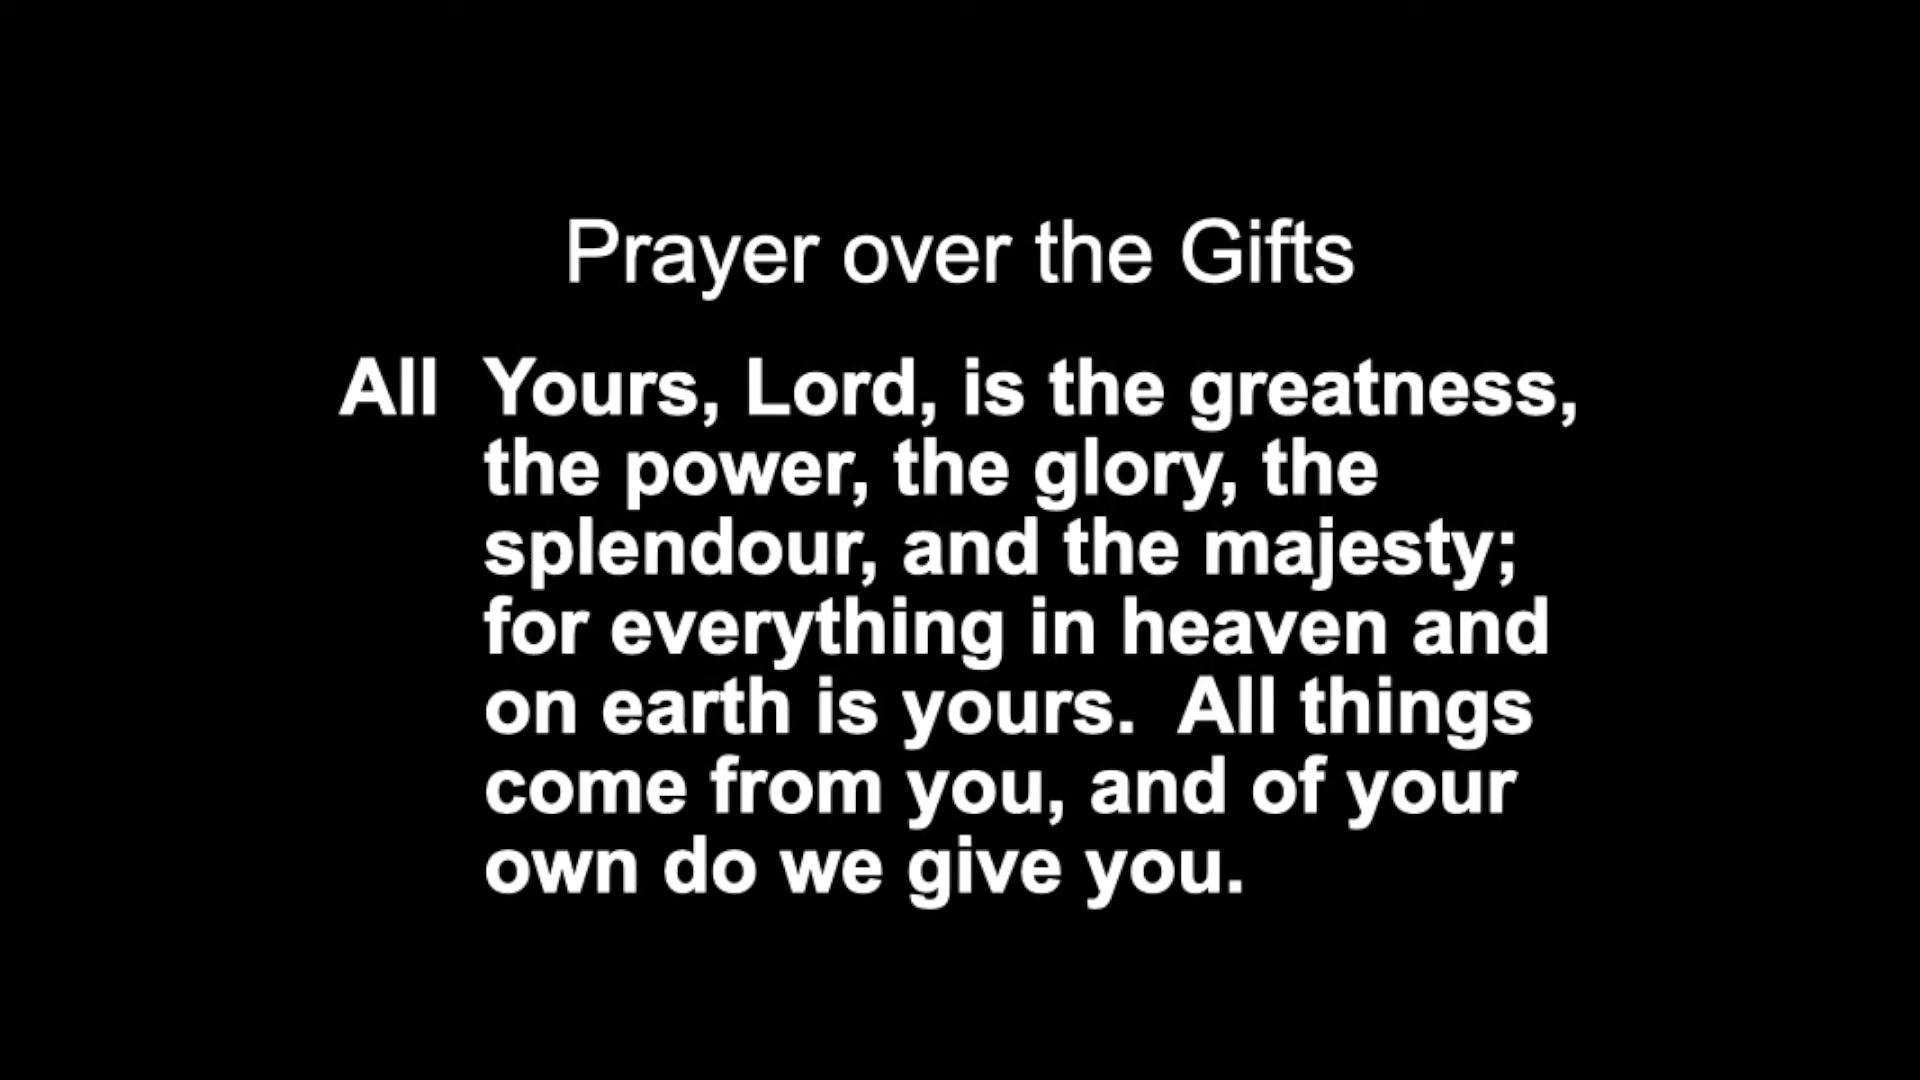 Prayer over the Gifts
All Yours, Lord, is the greatness,
the power, the glory, the
splendour, and the majesty;
for everything in heaven and
on earth is yours.  All things
come from you, and of your
own do we give you.